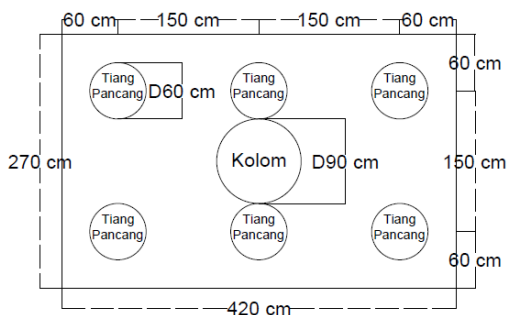 60 cm 150 cm 150 cm 60 cm
Tiang
Pancang
D60 cm
Tiang
Pancang
Tiang
Pancang
60 cm
270 cm
Kolom
D90 cm
150 cm
Tiang
Pancang
Tiang
Pancang
Tiang
Pancang
60 cm
420 cm